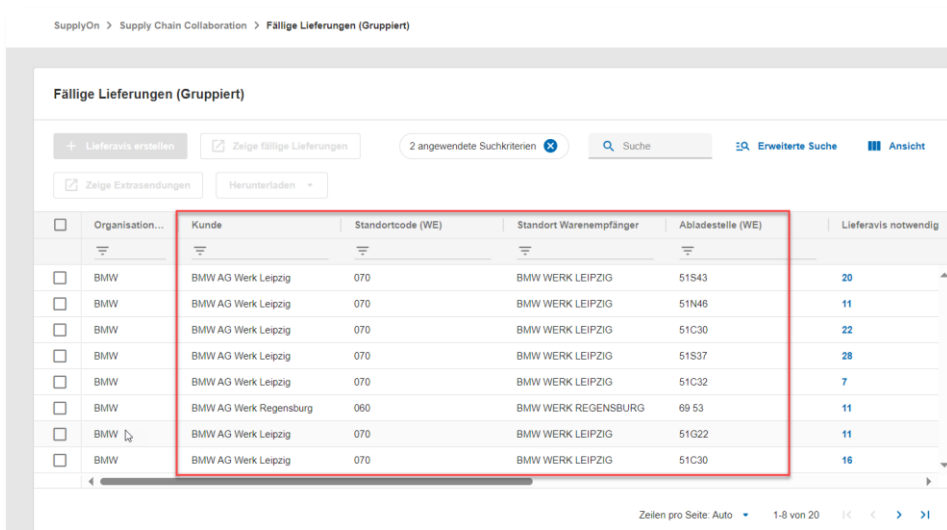 SupplyOn > Supply Chain Collaboration > Fällige Lieferungen (Gruppiert)
Fällige Lieferungen (Gruppiert)
+ Lieferavis erstellen Zeige fällige Lieferungen 2 angewendete Suchkriterien Suche Erweiterte Suche Ansicht
Zeige Extrasendungen Herunterladen
Organisation... Kunde Standortcode (WE) Standort Warenempfänger Abladestelle (WE) Lieferavis notwendig
BMW BMW AG Werk Leipzig 070 BMW WERK LEIPZIG 51S43 20
BMW BMW AG Werk Leipzig 070 BMW WERK LEIPZIG 51N46 11
BMW BMW AG Werk Leipzig 070 BMW WERK LEIPZIG 51C30 22
BMW BMW AG Werk Leipzig 070 BMW WERK LEIPZIG 51S37 28
BMW BMW AG Werk Leipzig 070 BMW WERK LEIPZIG 51C32 7
BMW BMW AG Werk Regensburg 060 BMW WERK REGENSBURG 69 53 11
BMW BMW AG Werk Leipzig 070 BMW WERK LEIPZIG 51G22 11
BMW BMW AG Werk Leipzig 070 BMW WERK LEIPZIG 51C30 16
Zeilen pro Seite: Auto 1-8 von 20